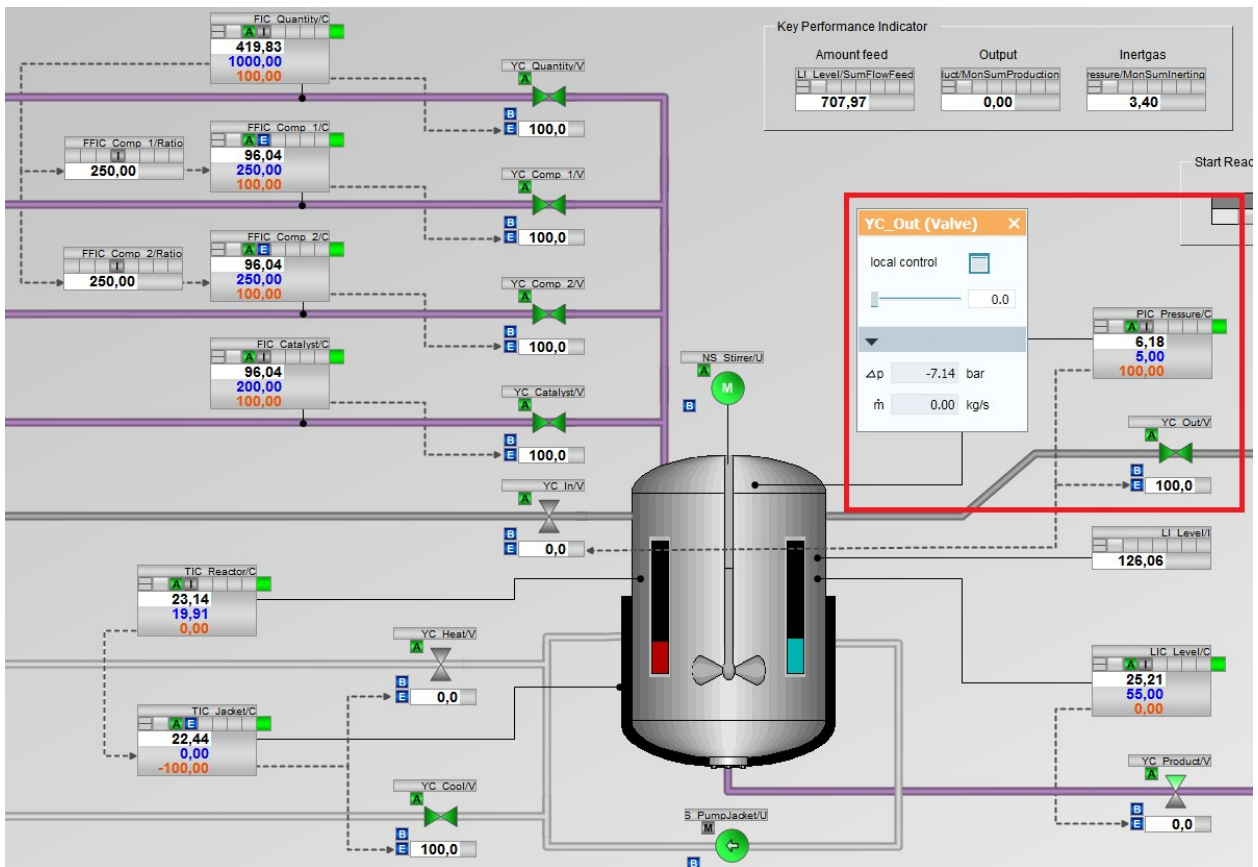 FIC_Quantity/C
A I
419,83
1000,00
100,00
YC_Quantity/V
A
B
E 100,0
Key Performance Indicator
Amount feed
Output
Inertgas
LI_Level/SumFlowFeed
uct/MonSumProduction
ressure/MonSumInerting
707,97
0,00
3,40
FFIC_Comp_1/Ratio
I
250,00
FFIC_Comp_1/C
A E
96,04
250,00
100,00
YC_Comp_1/V
A
B
E 100,0
Start Reac
FFIC_Comp_2/Ratio
I
250,00
FFIC_Comp_2/C
A E
96,04
250,00
100,00
YC_Comp_2/V
A
B
E 100,0
YC_Out (Valve) ×
local control
0.0
Δp -7.14 bar
ṁ 0.00 kg/s
PIC_Pressure/C
A I
6,18
5,00
100,00
FIC_Catalyst/C
A I
96,04
200,00
100,00
YC_Catalyst/V
A
B
E 100,0
NS_Stirrer/U
A
M
B
YC_Out/V
A
B
E 100,0
YC_In/V
A
B
E 0,0
LI_Level/I
126,06
TIC_Reactor/C
A I
23,14
19,91
0,00
YC_Heat/V
A
B
E 0,0
LIC_Level/C
A I
25,21
55,00
0,00
TIC_Jacket/C
A E
22,44
0,00
-100,00
YC_Cool/V
A
B
E 100,0
S_PumpJacket/U
M
B
YC_Product/V
A
B
E 0,0